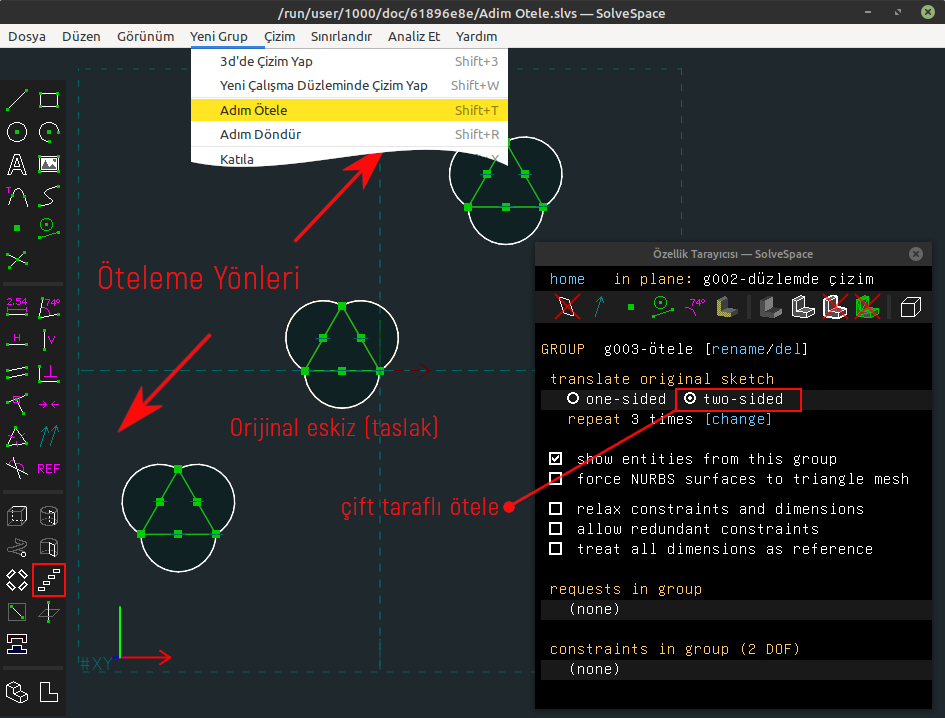 /run/user/1000/doc/61896e8e/Adim Otele.slvs — SolveSpace
Dosya Düzen Görünüm Yeni Grup Çizim Sınırlandır Analiz Et Yardım
3d'de Çizim Yap Shift+3
Yeni Çalışma Düzleminde Çizim Yap Shift+W
Adım Ötele Shift+T
Adım Döndür Shift+R
Katıla X
Öteleme Yönleri
Orijinal eskiz (taslak)
çift taraflı ötele
#XY
T
2.54
74°
H
V
REF
Özellik Tarayıcısı — SolveSpace
home in plane: g002-düzlemde çizim
74°
GROUP g003-ötele [rename/del]
translate original sketch
one-sided two-sided
repeat 3 times [change]
show entities from this group
force NURBS surfaces to triangle mesh
relax constraints and dimensions
allow redundant constraints
treat all dimensions as reference
requests in group
(none)
constraints in group (2 DOF)
(none)